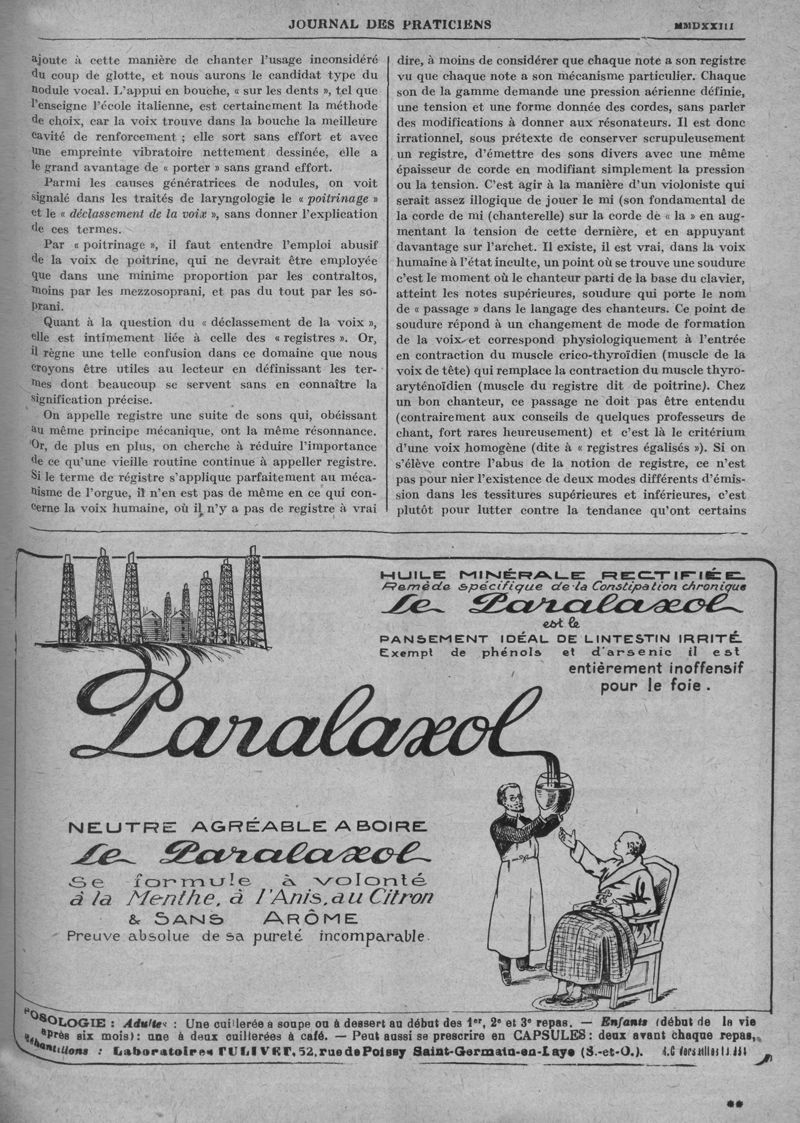 JOURNAL DES PRATICIENS
MMDXXIII
ajoute à cette manière de chanter l'usage inconsidéré
du coup de glotte, et nous aurons le candidat type du
nodule vocal. L'appui en bouche, « sur les dents », tel que
l'enseigne l'école italienne, est certainement la méthode
de choix, car la voix trouve dans la bouche la meilleure
cavité de renforcement ; elle sort sans effort et avec
une empreinte vibratoire nettement dessinée, elle a
le grand avantage de « porter » sans grand effort.
Parmi les causes génératrices de nodules, on voit
signalé dans les traités de laryngologie le « poitrinage »
et le « déclassement de la voix », sans donner l'explication
de ces termes.
Par « poitrinage », il faut entendre l'emploi abusif
de la voix de poitrine, qui ne devrait être employée
que dans une minime proportion par les contraltos,
moins par les mezzosoprani, et pas du tout par les so-
prani.
Quant à la question du « déclassement de la voix »,
elle est intimement liée à celle des « registres ». Or,
il règne une telle confusion dans ce domaine que nous
croyons être utiles au lecteur en définissant les ter-
mes dont beaucoup se servent sans en connaître la
signification précise.
On appelle registre une suite de sons qui, obéissant
au même principe mécanique, ont la même résonnance.
Or, de plus en plus, on cherche à réduire l'importance
de ce qu'une vieille routine continue à appeller registre.
Si le terme de régistre s'applique parfaitement au méca-
nisme de l'orgue, il n'en est pas de même en ce qui con-
cerne la voix humaine, où il n'y a pas de registre à vrai
dire, à moins de considérer que chaque note a son registre
vu que chaque note a son mécanisme particulier. Chaque
son de la gamme demande une pression aérienne définie,
une tension et une forme donnée des cordes, sans parler
des modifications à donner aux résonateurs. Il est donc
irrationnel, sous prétexte de conserver scrupuleusement
un registre, d'émettre des sons divers avec une même
épaisseur de corde en modifiant simplement la pression
ou la tension. C'est agir à la manière d'un violoniste qui
serait assez illogique de jouer le mi (son fondamental de
la corde de mi (chanterelle) sur la corde de « la » en aug-
mentant la tension de cette dernière, et en appuyant
davantage sur l'archet. Il existe, il est vrai, dans la voix
humaine à l'état inculte, un point où se trouve une soudure
c'est le moment où le chanteur parti de la base du clavier,
atteint les notes supérieures, soudure qui porte le nom
de « passage » dans le langage des chanteurs. Ce point de
soudure répond à un changement de mode de formation
de la voix et correspond physiologiquement à l'entrée
en contraction du muscle crico-thyroïdien (muscle de la
voix de tête) qui remplace la contraction du muscle thyro-
aryténoïdien (muscle du registre dit de poitrine). Chez
un bon chanteur, ce passage ne doit pas être entendu
(contrairement aux conseils de quelques professeurs de
chant, fort rares heureusement) et c'est là le critérium
d'une voix homogène (dite à « registres égalisés »). Si on
s'élève contre l'abus de la notion de registre, ce n'est
pas pour nier l'existence de deux modes différents d'émis-
sion dans les tessitures supérieures et inférieures, c'est
plutôt pour lutter contre la tendance qu'ont certains
HUILE MINÉRALE RECTIFIÉE
Remède spécifique de la Constipation chronique
Le Paralaxol
est le
PANSEMENT IDÉAL DE L'INTESTIN IRRITÉ
Exempt de phénols et d'arsenic il est
entièrement inoffensif
pour le foie.
Paralaxol
NEUTRE AGRÉABLE A BOIRE
Le Paralaxol
Se formule à volonté
à la Menthe, à l'Anis, au Citron
& SANS ARÔME
Preuve absolue de sa pureté incomparable.
POSOLOGIE : Adultes : Une cuillerée a soupe ou à dessert au début des 1er, 2e et 3e repas. — Enfants (début de la vie
après six mois) : une à deux cuillerées à café. — Peut aussi se prescrire en CAPSULES : deux avant chaque repas,
Échantillons : Laboratoires TULIVET, 52, rue de Poissy Saint-Germain-en-Laye (S.-et-O.).
**